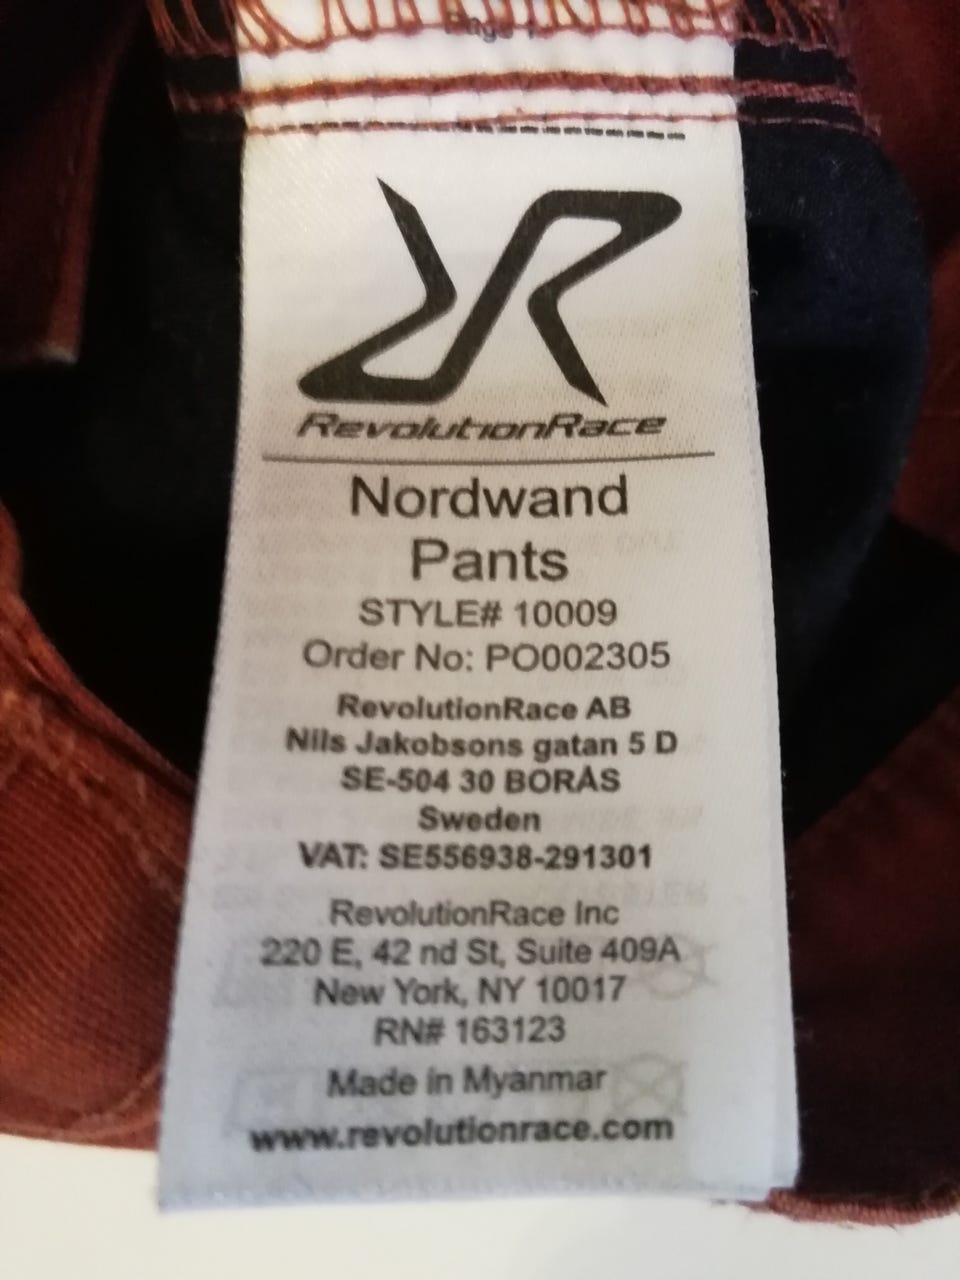 RevolutionRace
Nordwand
Pants
STYLE# 10009
Order No: PO002305
RevolutionRace AB
Nils Jakobsons gatan 5 D
SE-504 30 BORÅS
Sweden
VAT: SE556938-291301
RevolutionRace Inc
220 E, 42 nd St, Suite 409A
New York, NY 10017
RN# 163123
Made in Myanmar
www.revolutionrace.com